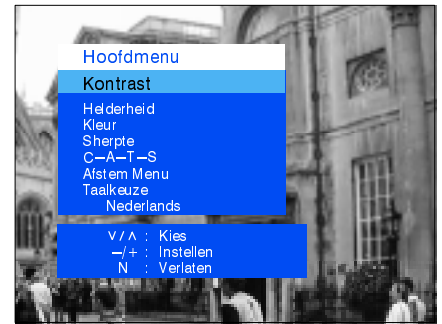 Hoofdmenu
Kontrast
Helderheid
Kleur
Sherpte
C–A–T–S
Afstem Menu
Taalkeuze
Nederlands
∨/∧ : Kies
–/+ : Instellen
N : Verlaten